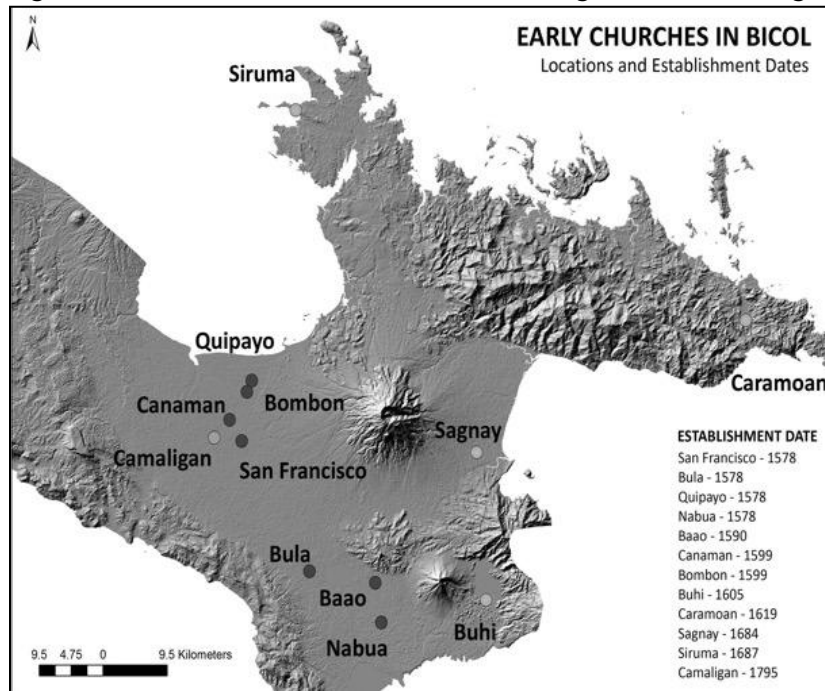 N
EARLY CHURCHES IN BICOL
Locations and Establishment Dates
Siruma
Quipayo
Canaman
Bombon
Caramoan
Camaligan
Sagnay
San Francisco
Bula
Baao
Nabua
Buhi
ESTABLISHMENT DATE
San Francisco - 1578
Bula - 1578
Quipayo - 1578
Nabua - 1578
Baao - 1590
Canaman - 1599
Bombon - 1599
Buhi - 1605
Caramoan - 1619
Sagnay - 1684
Siruma - 1687
Camaligan - 1795
9.5 4.75 0 9.5 Kilometers